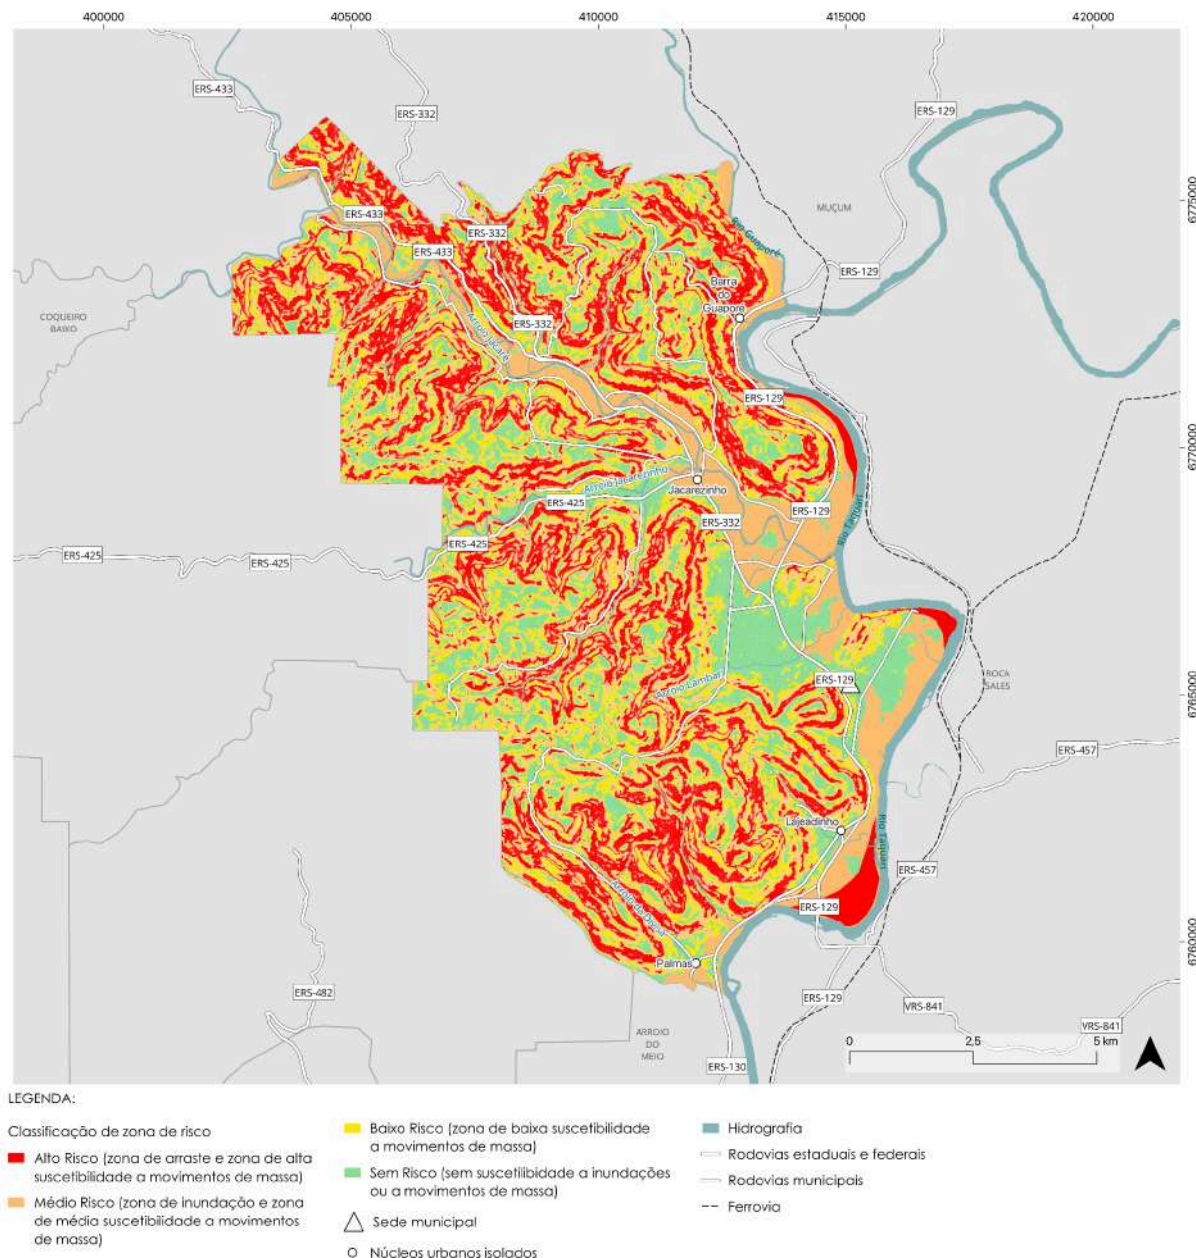 400000
405000
410000
415000
420000
ERS-433
ERS-332
ERS-129
6775000
MUÇUM
ERS-433
ERS-332
Rio Guaporé
ERS-433
ERS-129
Barra
do
Guaporé
COQUEIRO
BAIXO
ERS-332
Arroio Jacaré
ERS-129
6770000
Arroio Jacarezinho
Jacarezinho
ERS-425
ERS-129
ERS-332
Rio Taquari
ERS-425
ERS-425
ERS-425
ROCA
SALES
ERS-129
Arroio Lambari
6765000
ERS-457
Lajeadinho
Rio Taquari
ERS-457
ERS-129
Arroio da Divisa
6760000
Palmas
ERS-482
ERS-129
VRS-841
VRS-841
ARROIO
DO
MEIO
ERS-130
0
2,5
5 km
LEGENDA:
Classificação de zona de risco
Alto Risco (zona de arraste e zona de alta
suscetibilidade a movimentos de massa)
Médio Risco (zona de inundação e zona
de média suscetibilidade a movimentos
de massa)
Baixo Risco (zona de baixa suscetibilidade
a movimentos de massa)
Sem Risco (sem suscetilibidade a inundações
ou a movimentos de massa)
Sede municipal
Núcleos urbanos isolados
Hidrografia
Rodovias estaduais e federais
Rodovias municipais
Ferrovia